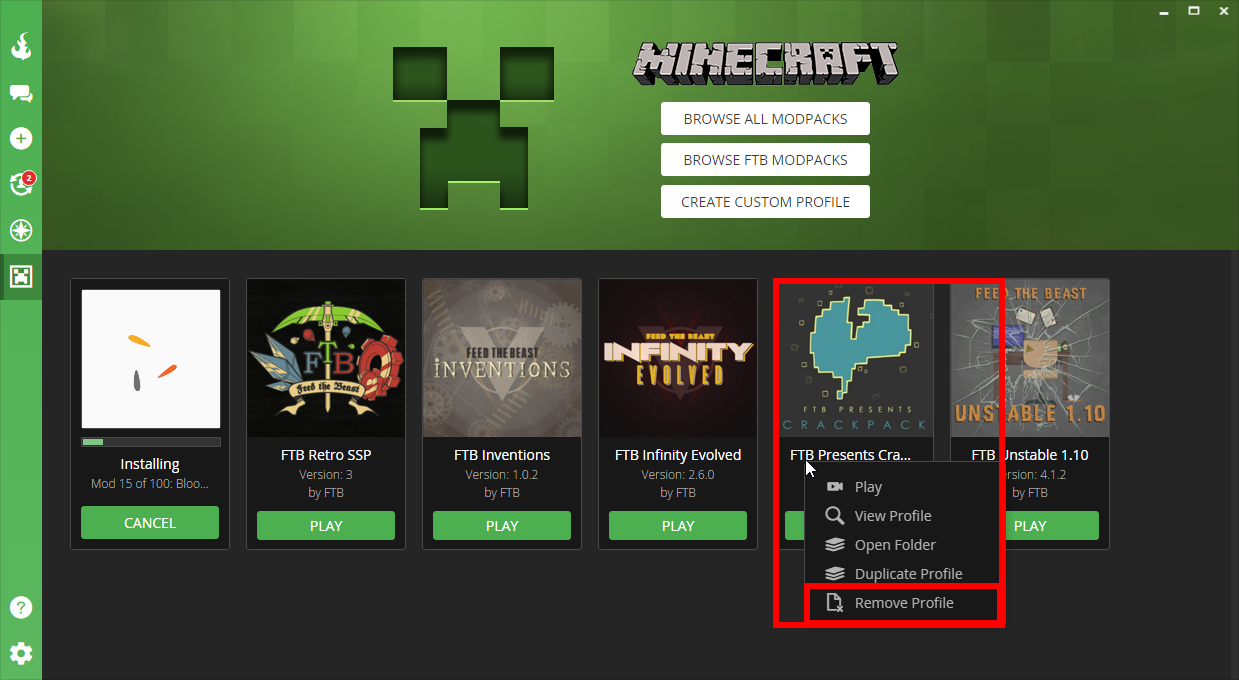 MINECRAFT
BROWSE ALL MODPACKS
BROWSE FTB MODPACKS
CREATE CUSTOM PROFILE
2
Installing
Mod 15 of 100: Bloo...
CANCEL
FTB
Feed the Beast
FTB Retro SSP
Version: 3
by FTB
PLAY
FEED THE BEAST
INVENTIONS
FTB Inventions
Version: 1.0.2
by FTB
PLAY
FEED THE BEAST
INFINITY
EVOLVED
FTB Infinity Evolved
Version: 2.6.0
by FTB
PLAY
FTB PRESENTS
CRACKPACK
FTB Presents Cra...
Play
View Profile
Open Folder
Duplicate Profile
Remove Profile
FEED THE BEAST
UNSTABLE 1.10
FTB Unstable 1.10
: 4.1.2
by FTB
PLAY
?